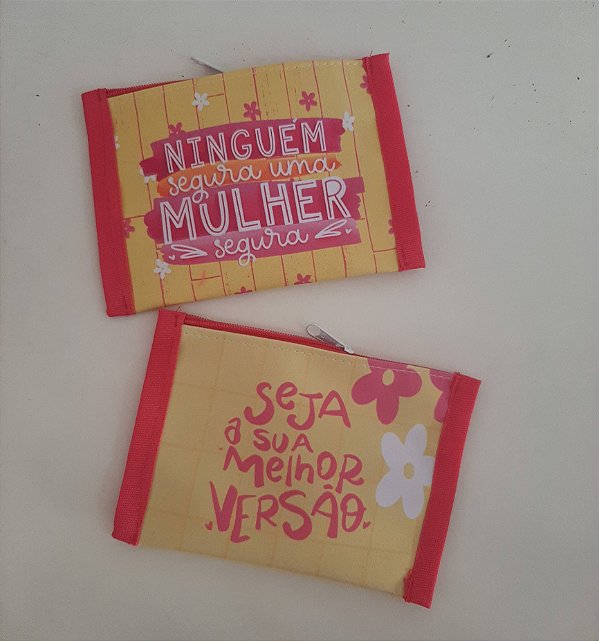 NINGUÉM
segura uma
MULHER
segura
SEJA
a SUA
MELHOR
VERSÃO